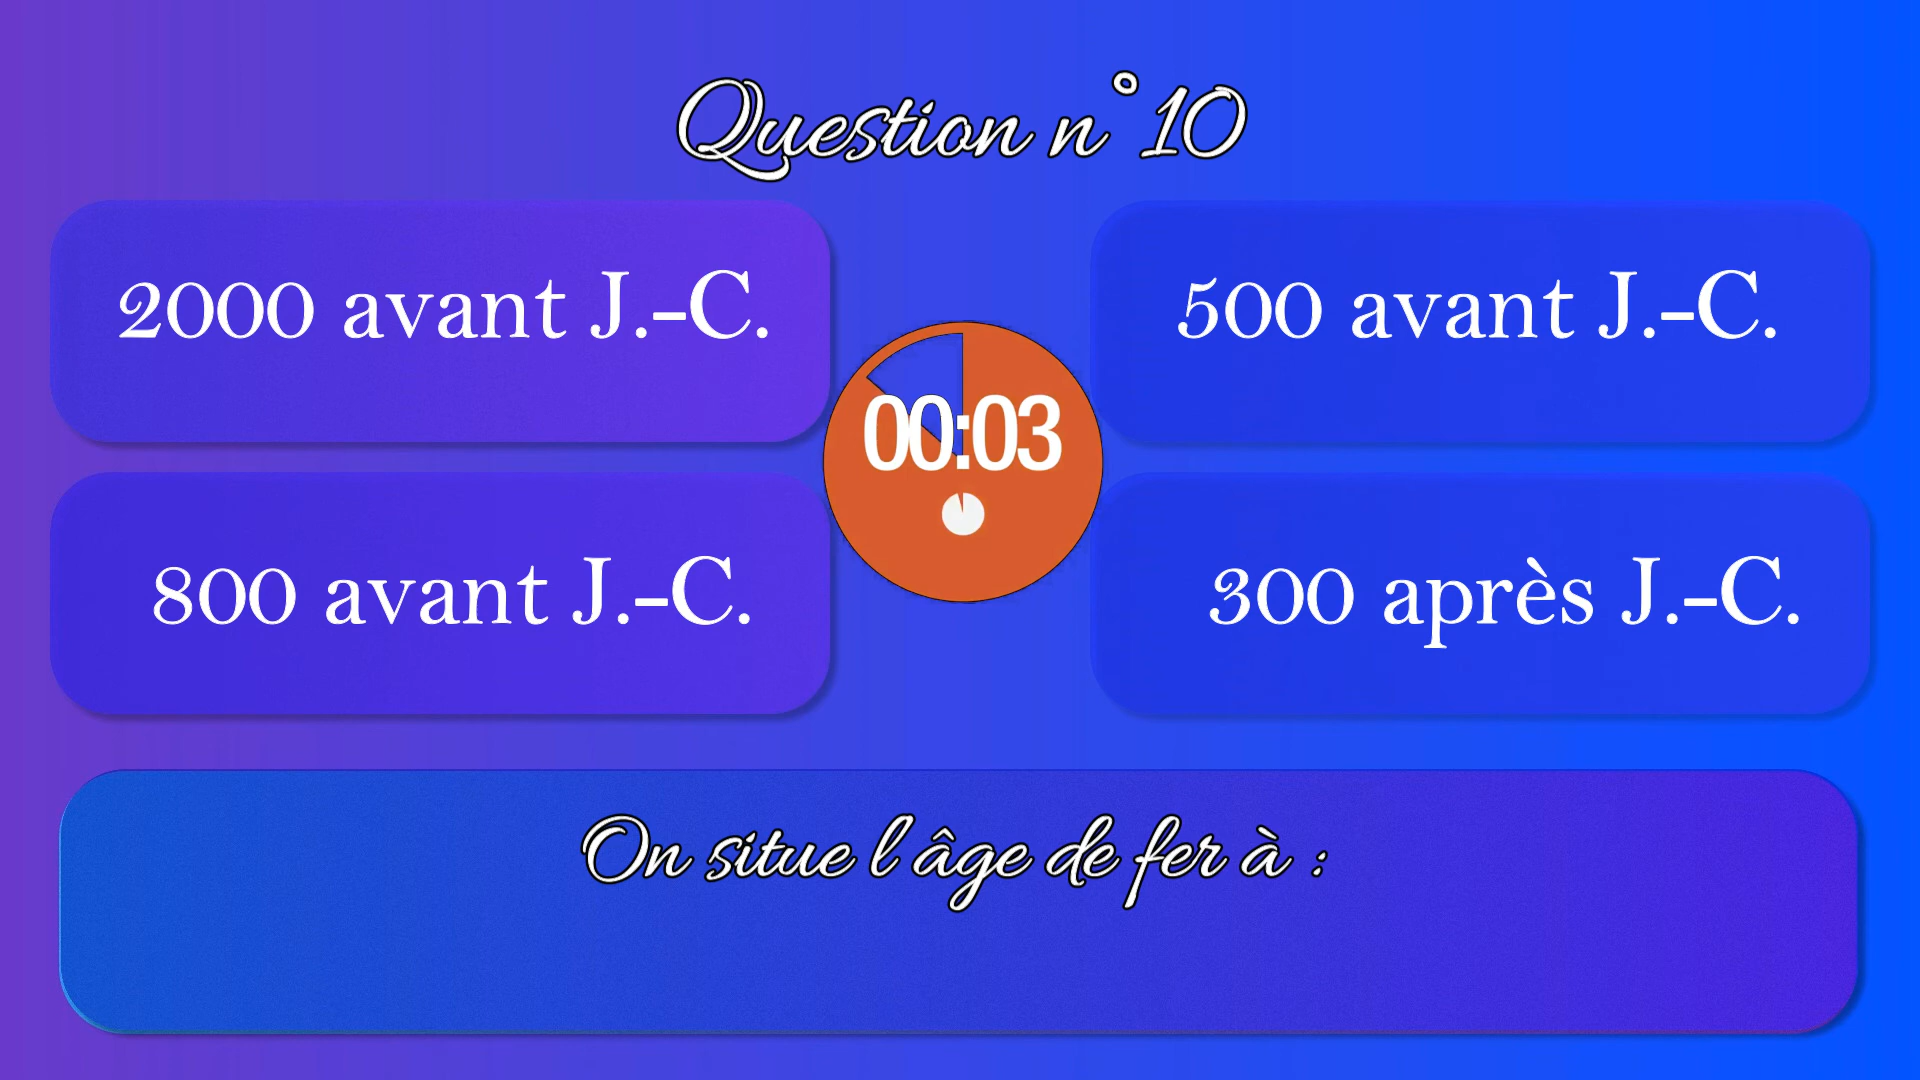 Question n°10
2000 avant J.-C.
500 avant J.-C.
00:03
800 avant J.-C.
300 après J.-C.
On situe l'âge de fer à :